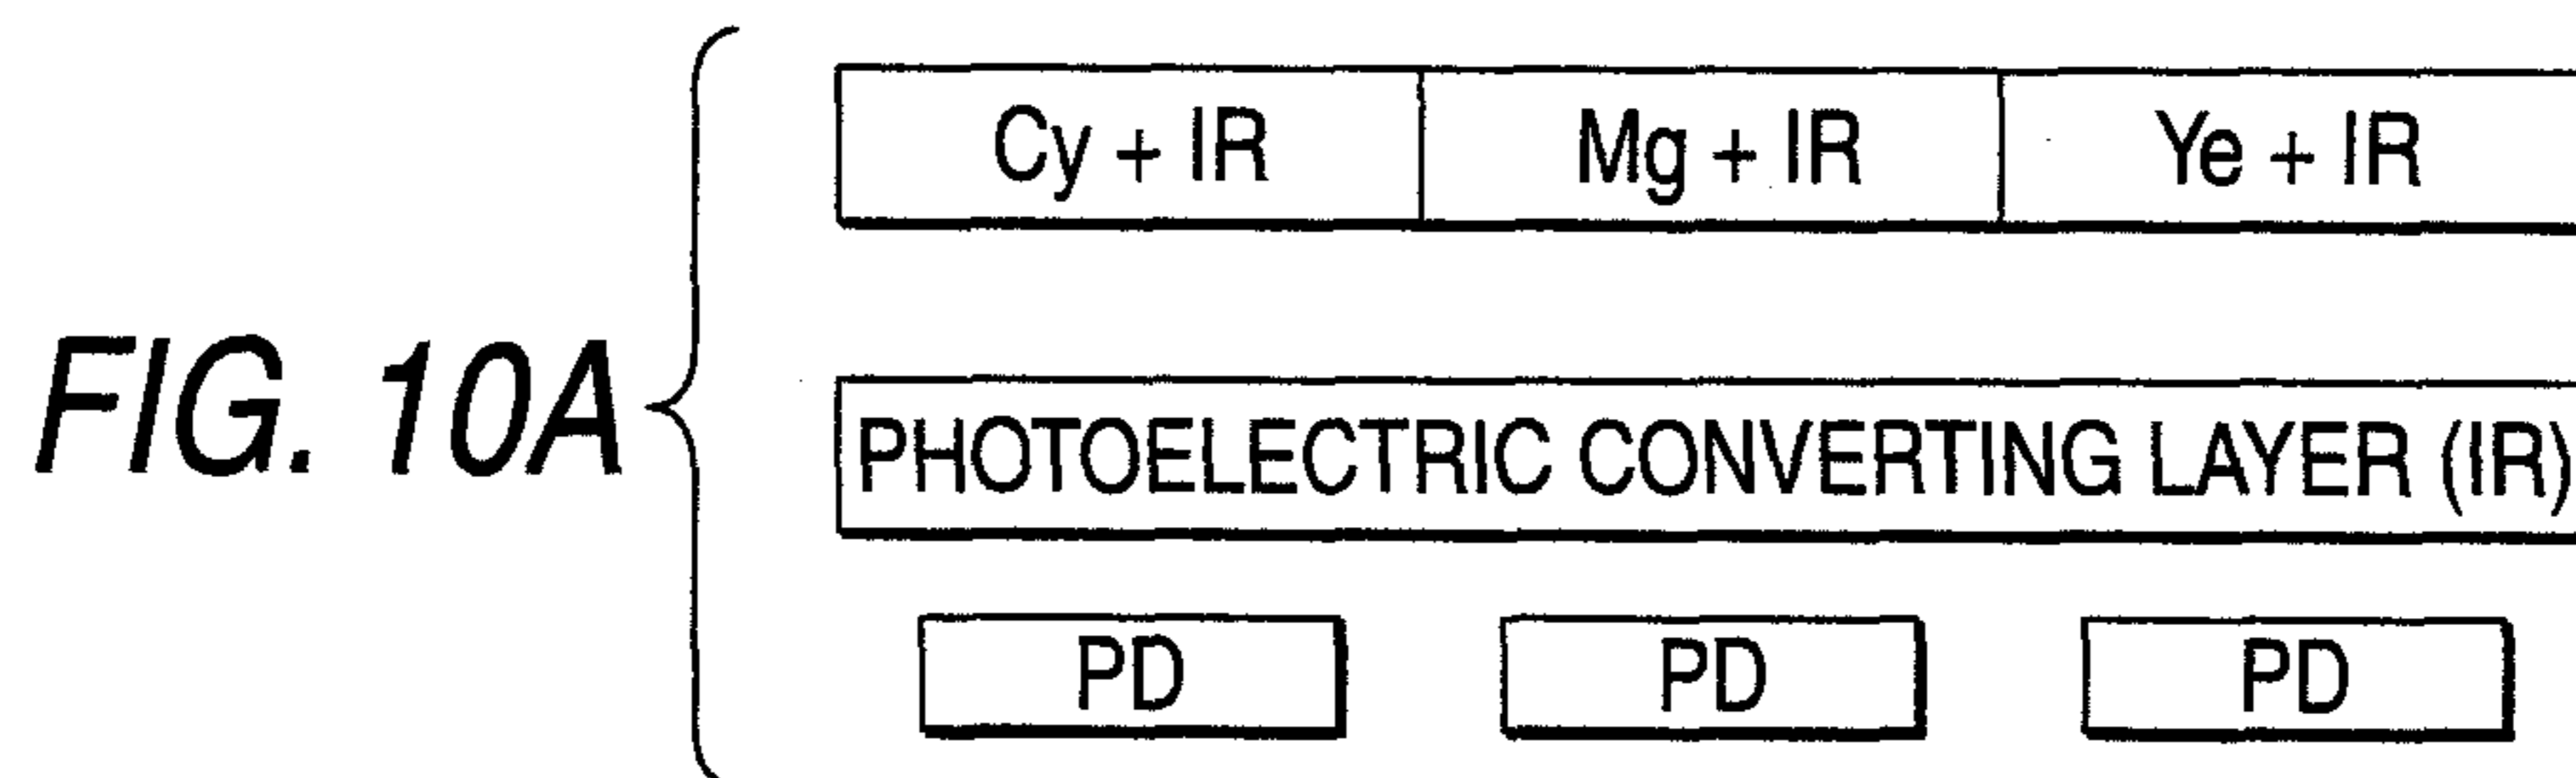 FIG. 10A
Cy + IR
Mg + IR
Ye + IR
PHOTOELECTRIC CONVERTING LAYER (IR)
PD
PD
PD